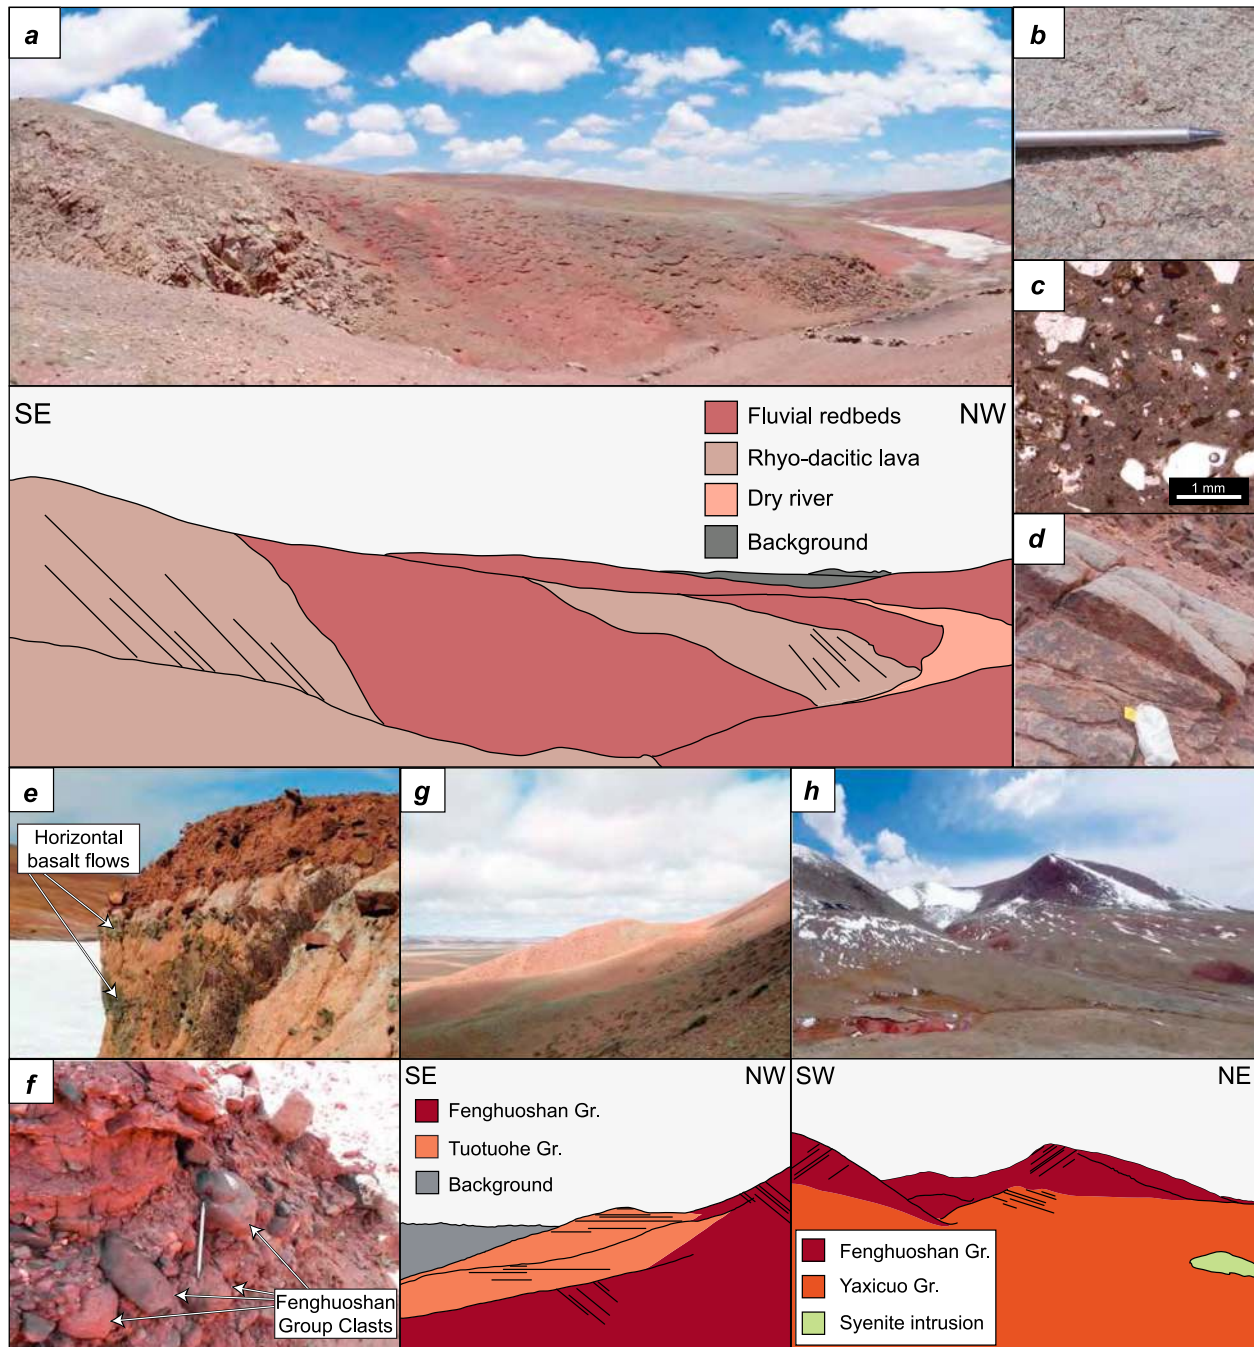 a
b
c
1 mm
d
SE
NW
Fluvial redbeds
Rhyo-dacitic lava
Dry river
Background
e
Horizontal
basalt flows
g
h
f
Fenghuoshan
Group Clasts
SE
NW
Fenghuoshan Gr.
Tuotuohe Gr.
Background
SW
NE
Fenghuoshan Gr.
Yaxicuo Gr.
Syenite intrusion